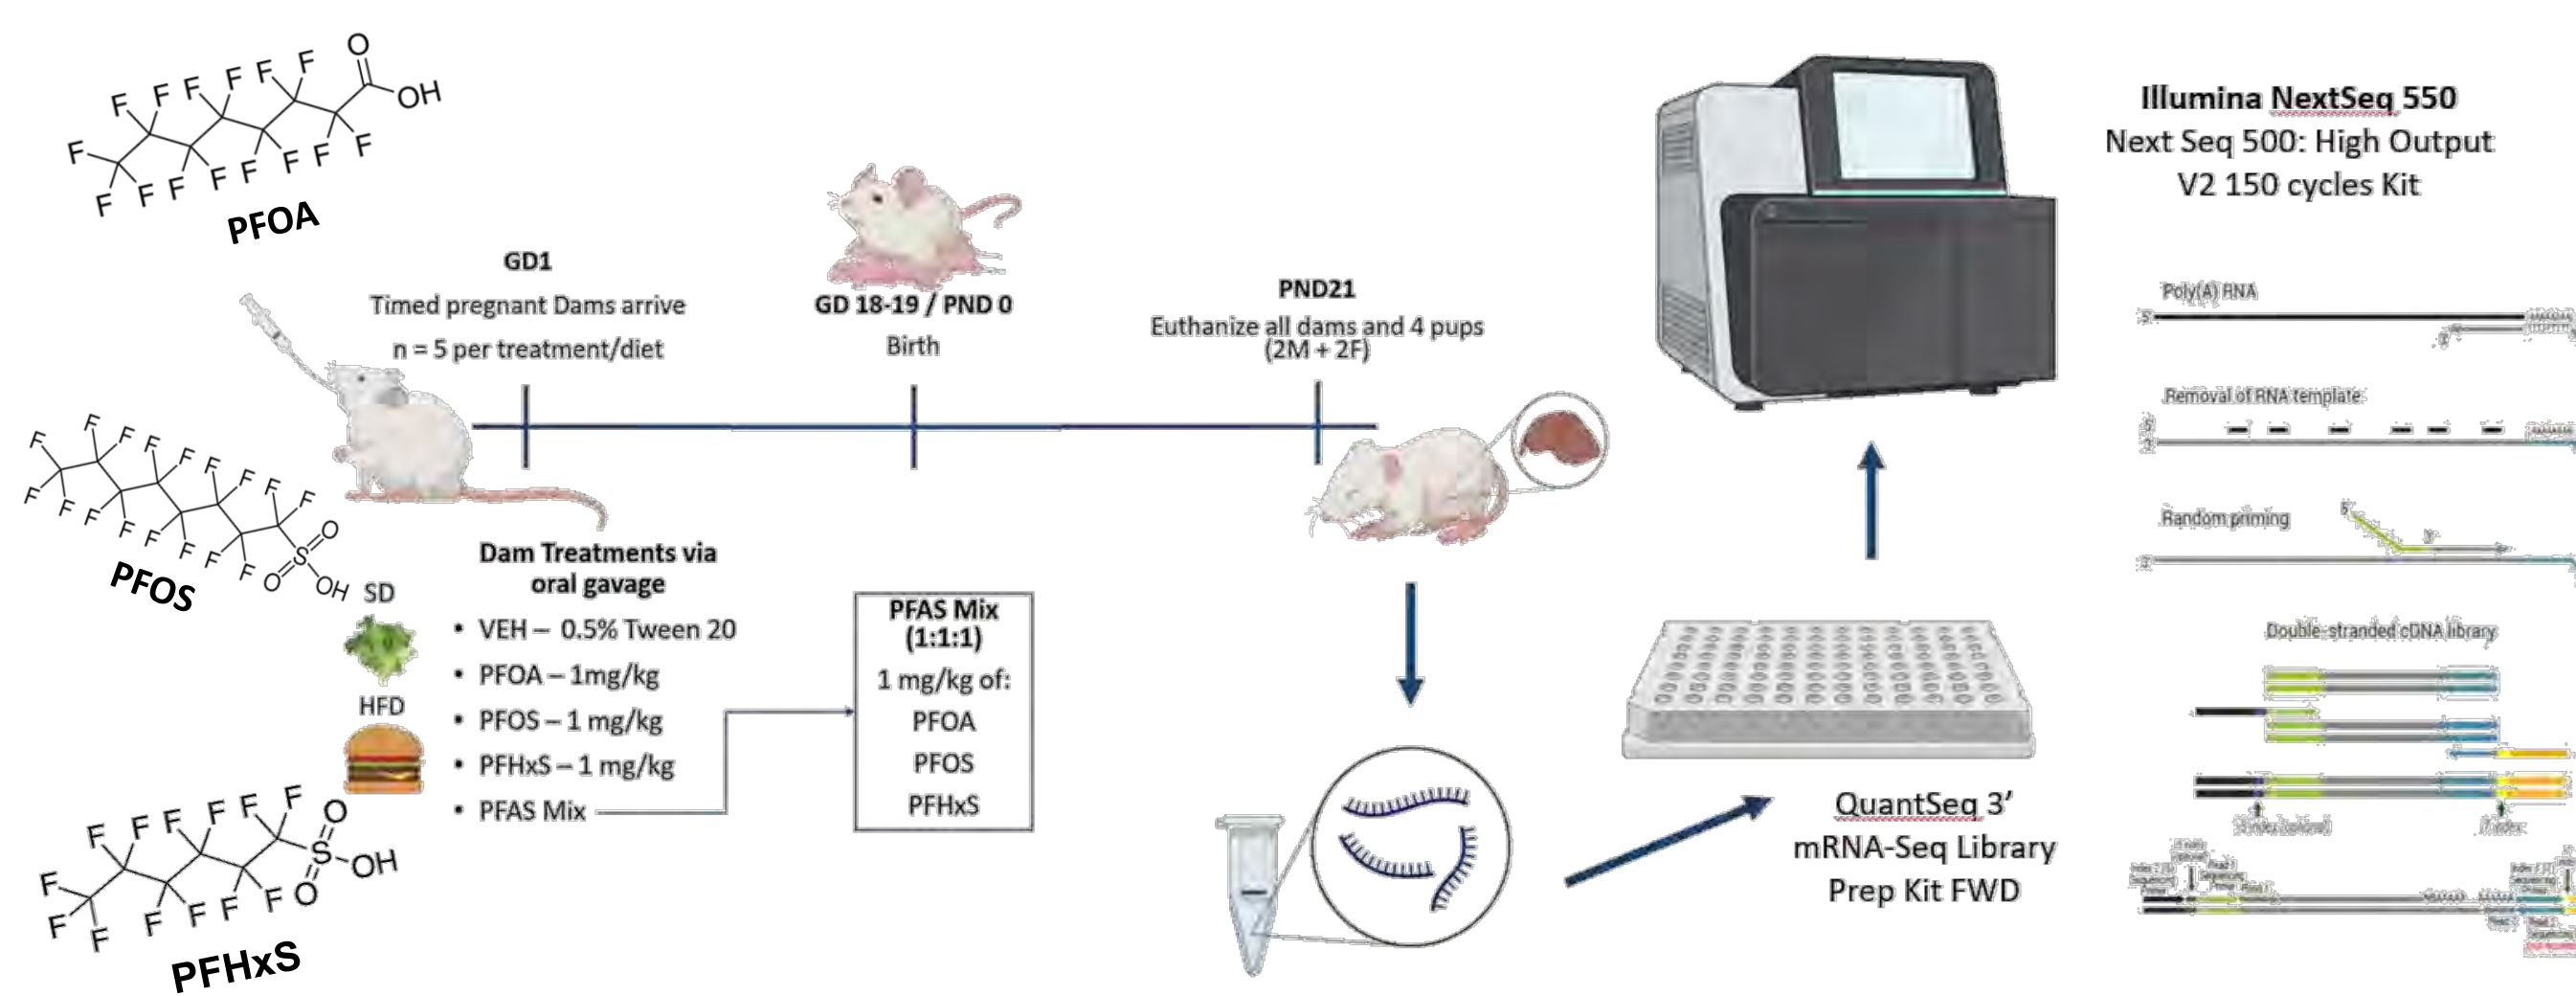 O
F F F F F F F OH
F F F F F F F F
PFOA
F F F F F F F F F
F F F F F F F F
O
S
O OH
PFOS
F F F F F F F O
S OH
F F F F F F O
PFHxS
GD1
Timed pregnant Dams arrive
n = 5 per treatment/diet
GD 18-19 / PND 0
Birth
PND21
Euthanize all dams and 4 pups
(2M + 2F)
SD
HFD
Dam Treatments via
oral gavage
• VEH – 0.5% Tween 20
• PFOA – 1mg/kg
• PFOS – 1 mg/kg
• PFHxS – 1 mg/kg
• PFAS Mix
PFAS Mix
(1:1:1)
1 mg/kg of:
PFOA
PFOS
PFHxS
QuantSeq 3’
mRNA-Seq Library
Prep Kit FWD
Illumina NextSeq 550
Next Seq 500: High Output
V2 150 cycles Kit
Poly(A) RNA
Removal of RNA template
Random priming
5'
3'
Double-stranded cDNA library